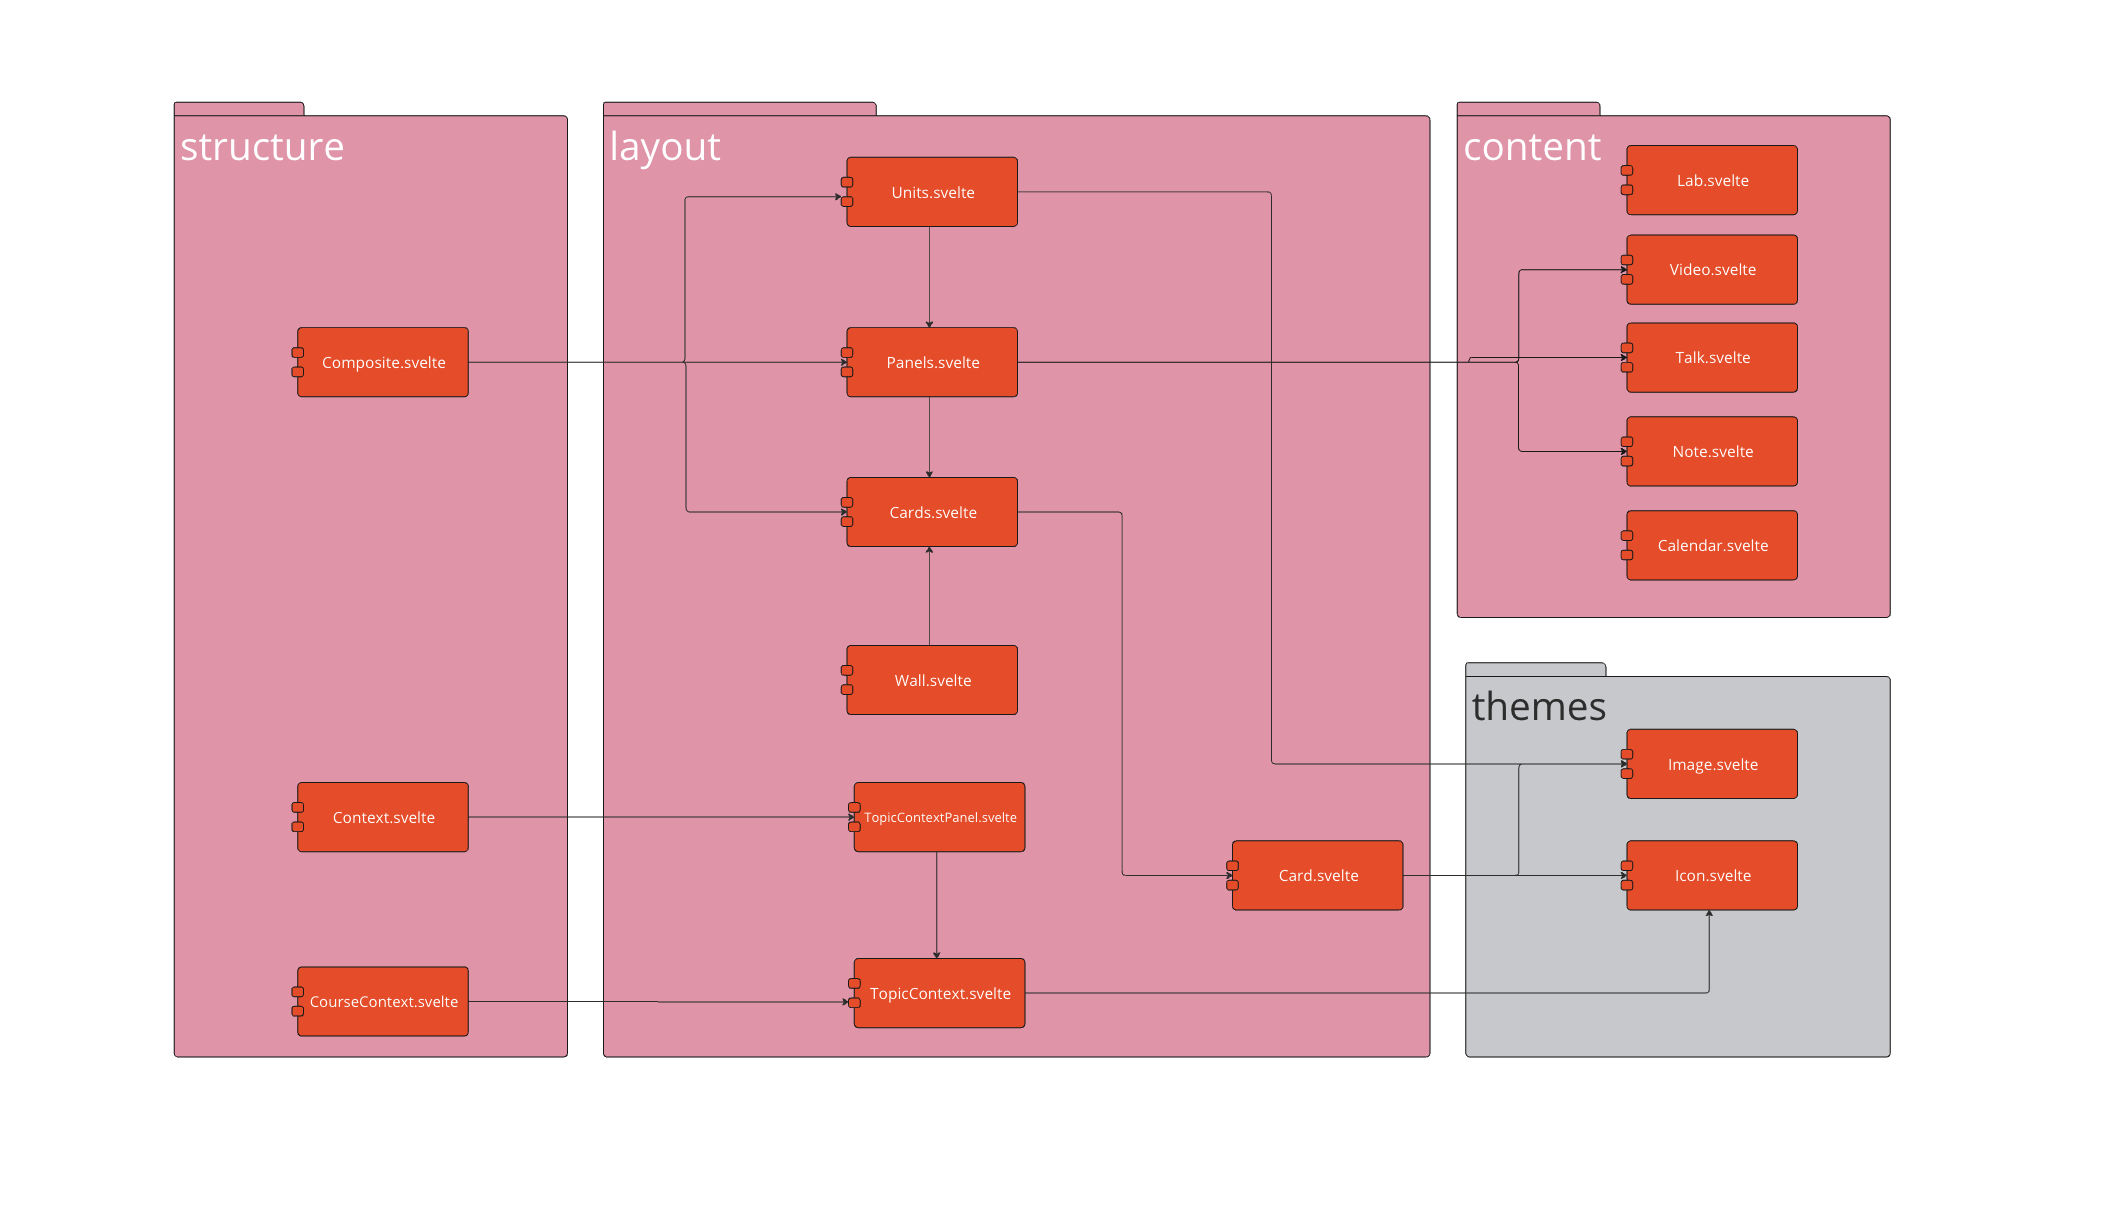 structure
Composite.svelte
Context.svelte
CourseContext.svelte
layout
Units.svelte
Panels.svelte
Cards.svelte
Wall.svelte
TopicContextPanel.svelte
TopicContext.svelte
Card.svelte
content
Lab.svelte
Video.svelte
Talk.svelte
Note.svelte
Calendar.svelte
themes
Image.svelte
Icon.svelte